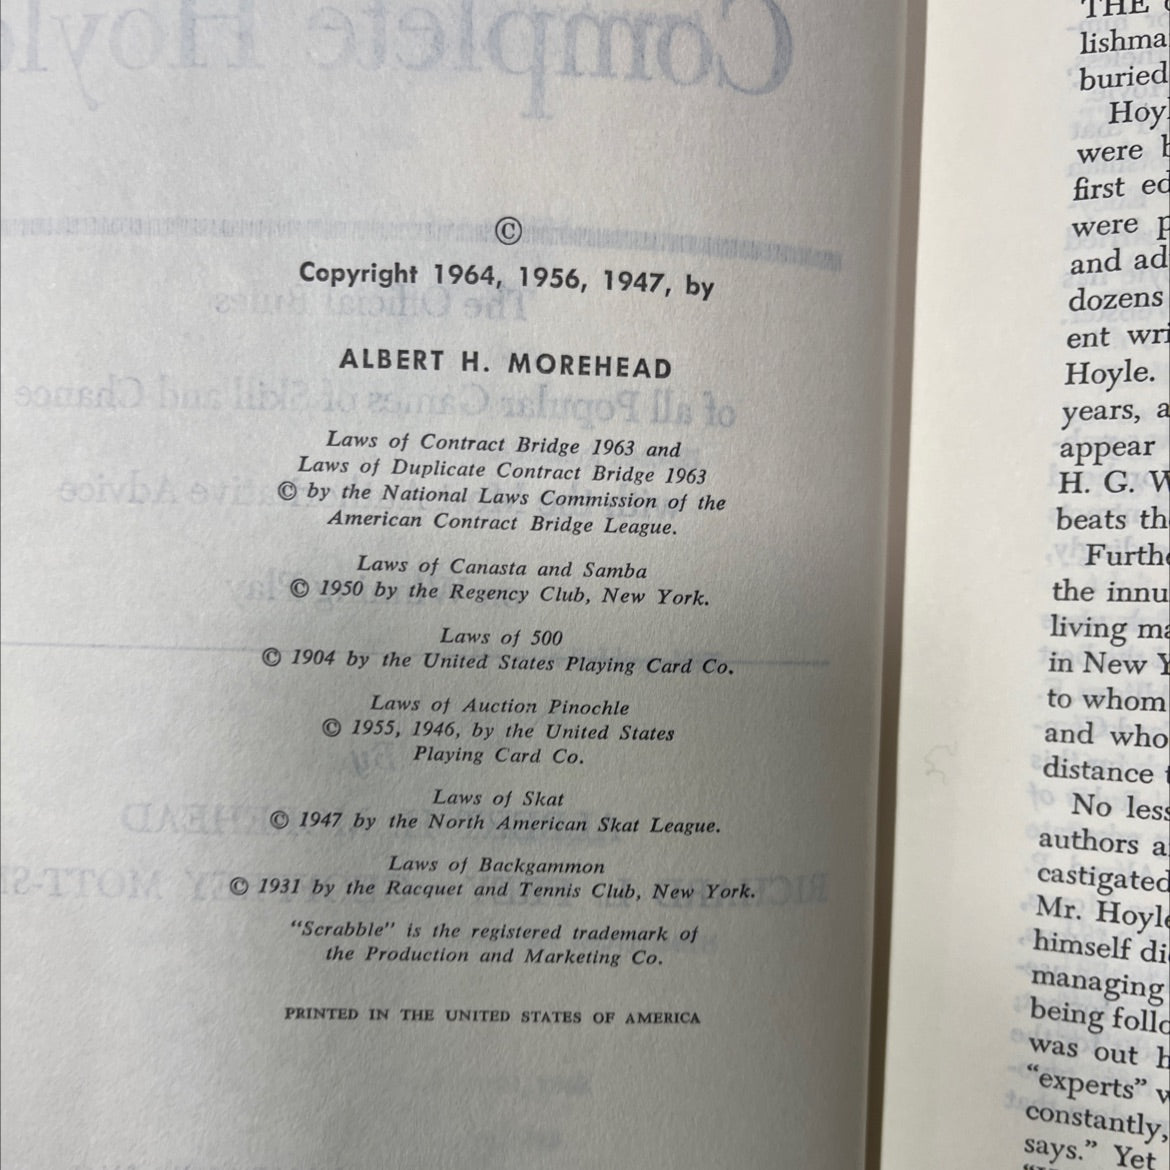 ©
Copyright 1964, 1956, 1947, by
ALBERT H. MOREHEAD
Laws of Contract Bridge 1963 and
Laws of Duplicate Contract Bridge 1963
© by the National Laws Commission of the
American Contract Bridge League.
Laws of Canasta and Samba
© 1950 by the Regency Club, New York.
Laws of 500
© 1904 by the United States Playing Card Co.
Laws of Auction Pinochle
© 1955, 1946, by the United States
Playing Card Co.
Laws of Skat
© 1947 by the North American Skat League.
Laws of Backgammon
© 1931 by the Racquet and Tennis Club, New York.
"Scrabble" is the registered trademark of
the Production and Marketing Co.
PRINTED IN THE UNITED STATES OF AMERICA
THE
lishma
buried
Hoyl
were b
first ed
were p
and ad
dozens
ent wri
Hoyle.
years, a
appear
H. G. W
beats th
Furthe
the innu
living ma
in New Y
to whom
and who
distance t
No less
authors a
castigated
Mr. Hoyle
himself di
managing
being follo
was out h
"experts" w
constantly,
says." Yet